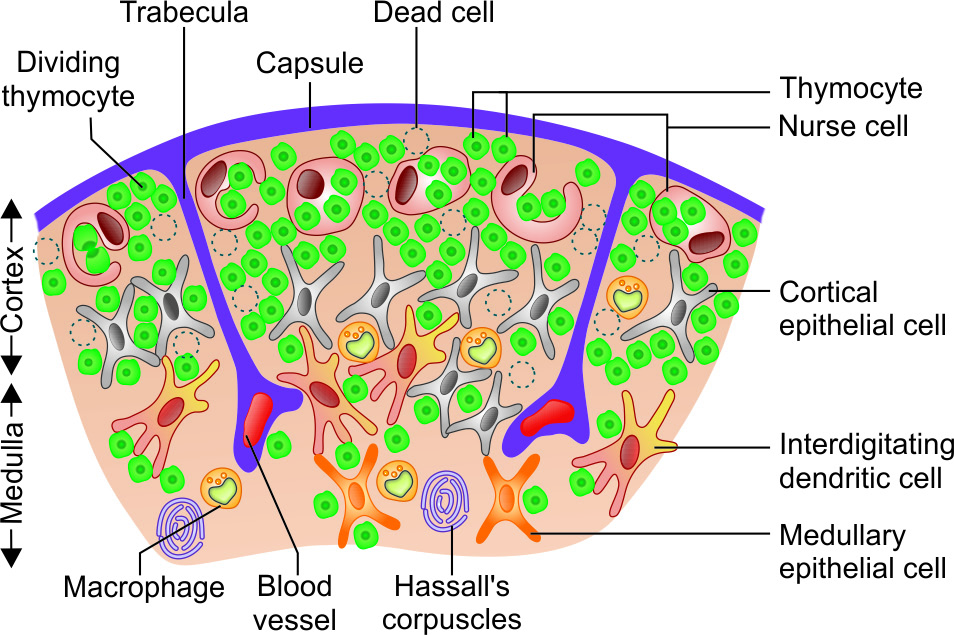 Trabecula
Dead cell
Dividing
thymocyte
Capsule
Thymocyte
Nurse cell
Cortex
Cortical
epithelial cell
Medulla
Interdigitating
dendritic cell
Medullary
epithelial cell
Macrophage
Blood
vessel
Hassall's
corpuscles